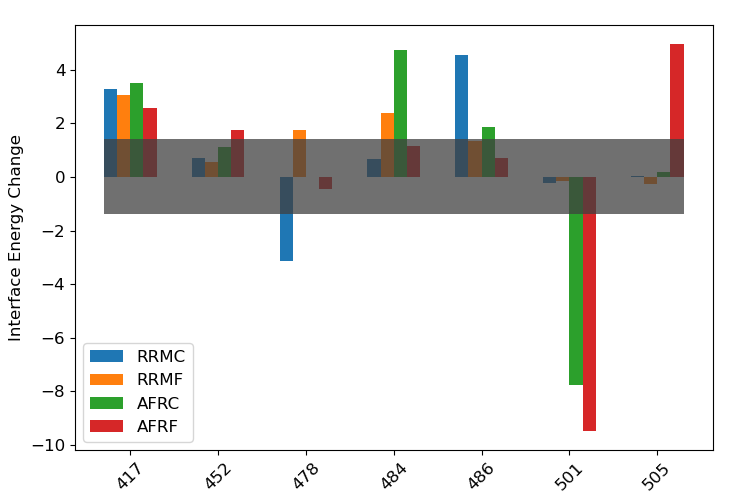 Interface Energy Change
4
2
0
−2
−4
−6
−8
−10
RRMC
RRMF
AFRC
AFRF
417 452 478 484 486 501 505